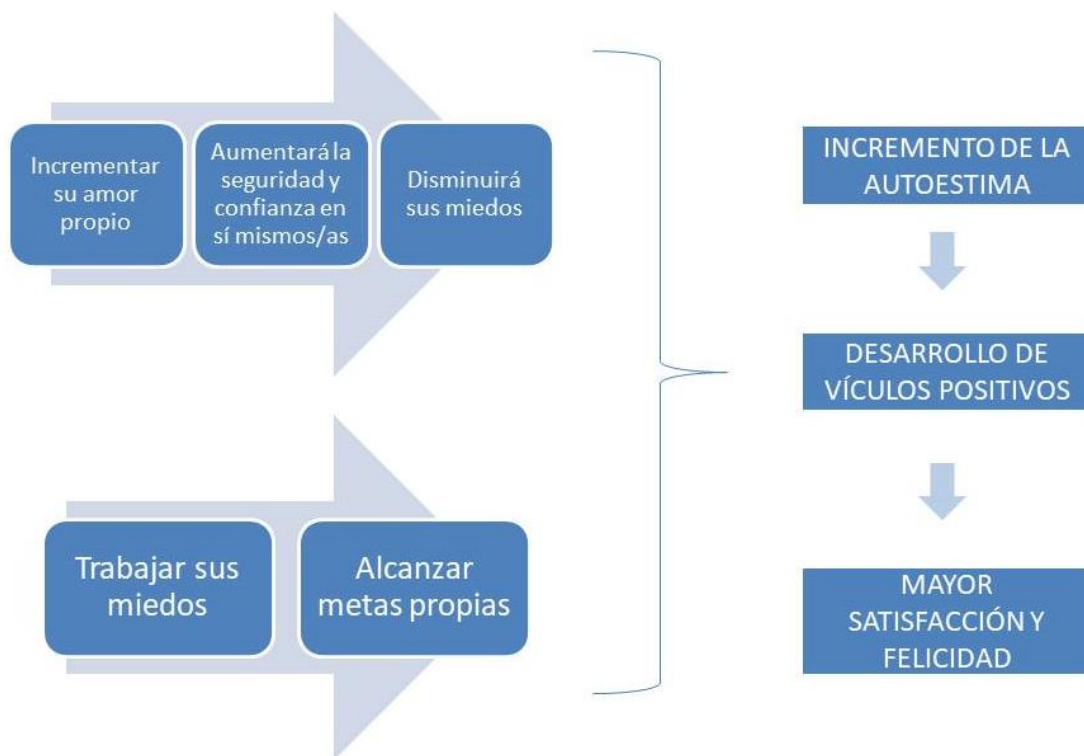 Incrementar
su amor
propio
Aumentará la
seguridad y
confianza en
sí mismos/as
Disminuirá
sus miedos
Trabajar sus
miedos
Alcanzar
metas propias
INCREMENTO DE LA
AUTOESTIMA
DESARROLLO DE
VÍCULOS POSITIVOS
MAYOR
SATISFACCIÓN Y
FELICIDAD